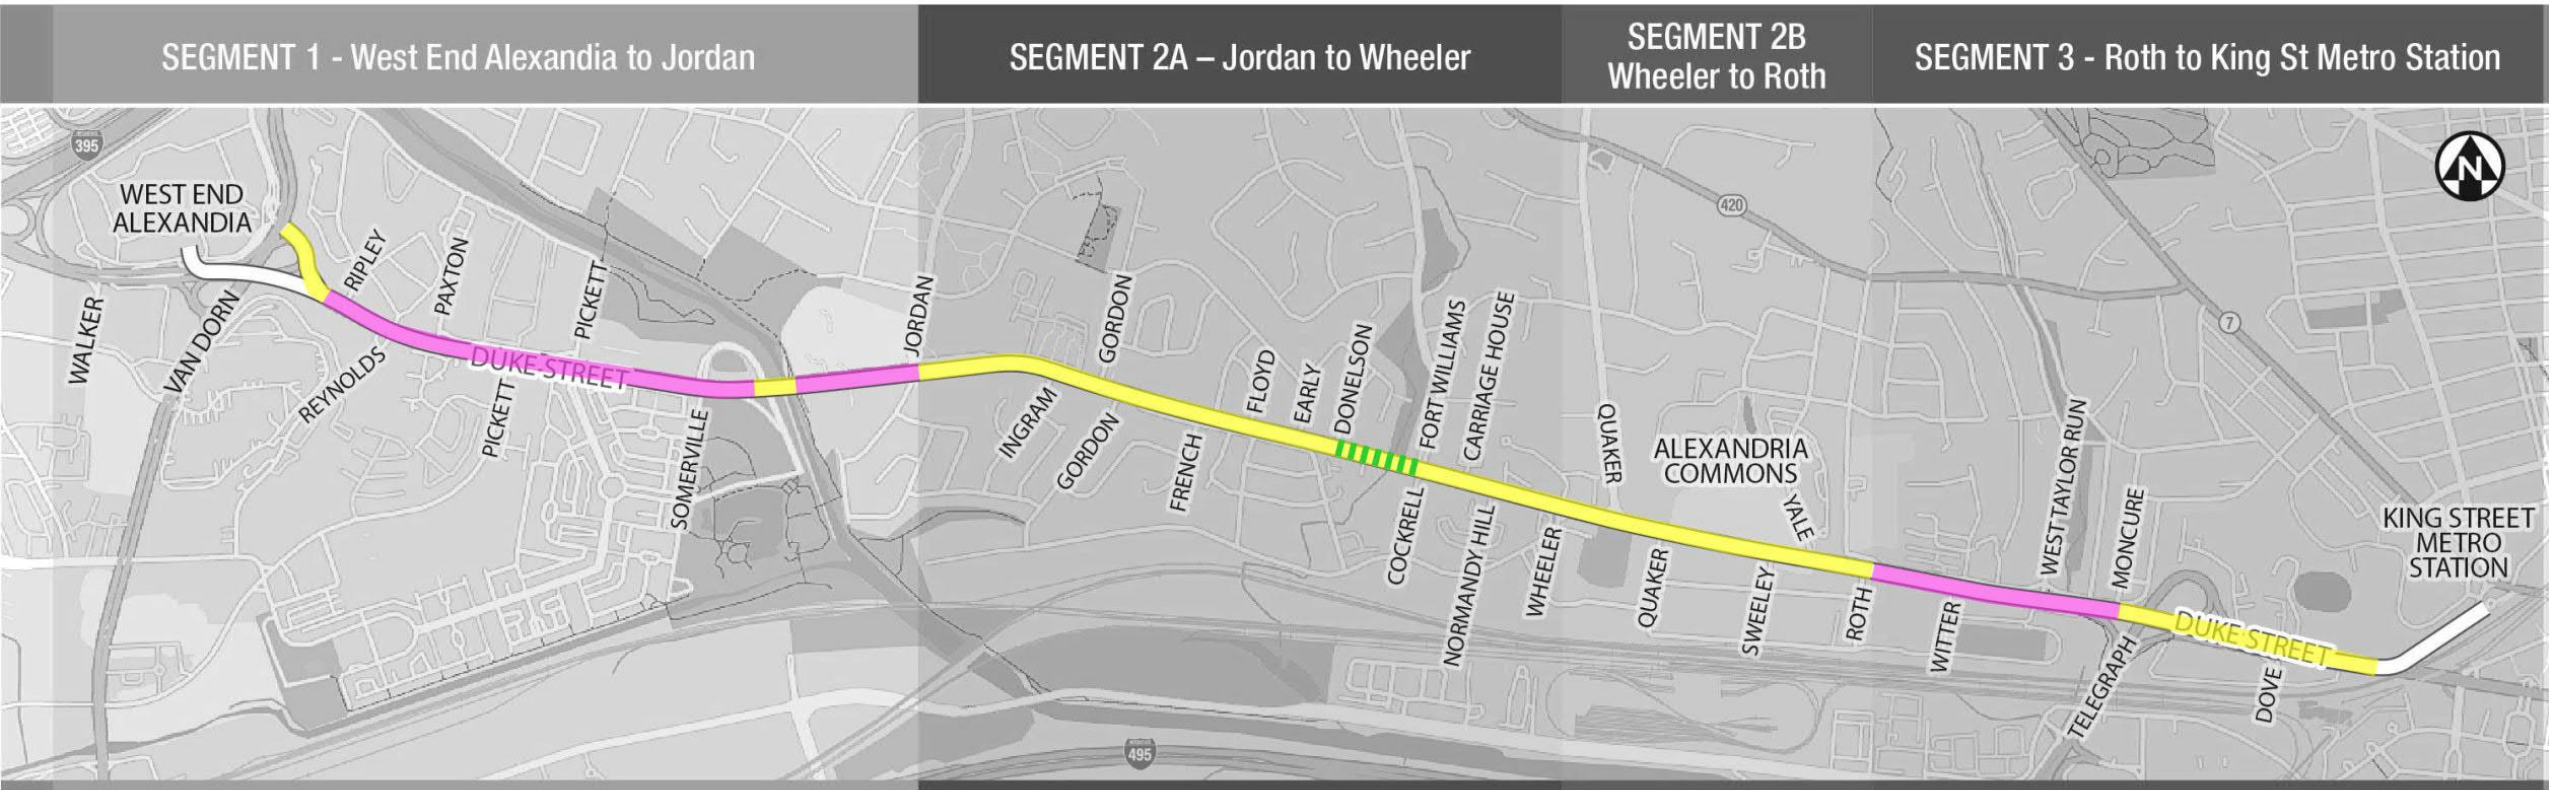 SEGMENT 1 - West End Alexandia to Jordan
SEGMENT 2A – Jordan to Wheeler
SEGMENT 2B
Wheeler to Roth
SEGMENT 3 - Roth to King St Metro Station
395
WEST END
ALEXANDIA
WALKER
VAN DORN
RIPLEY
REYNOLDS
PAXTON
PICKETT
PICKETT
DUKE STREET
SOMERVILLE
JORDAN
INGRAM
GORDON
GORDON
FRENCH
FLOYD
EARLY
DONELSON
FORT WILLIAMS
CARRIAGE HOUSE
COCKRELL
NORMANDY HILL
WHEELER
QUAKER
QUAKER
ALEXANDRIA
COMMONS
YALE
SWEELEY
ROTH
WITTER
WEST TAYLOR RUN
MONCURE
TELEGRAPH
DUKE STREET
DOVE
KING STREET
METRO
STATION
420
7
495
N